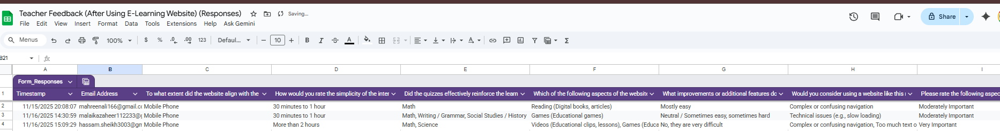 Teacher Feedback (After Using E-Learning Website) (Responses) Saving...
File Edit View Insert Format Data Tools Extensions Help Ask Gemini
Share
Menus 100% $ % .0 .00 123 Defaul... 10 B I S A
B21 fx
A B C D E F G H I
Form_Responses
1 Timestamp Email Address To what extent did the website align with the How would you rate the simplicity of the inter Did the quizzes effectively reinforce the learn Which of the following aspects of the website What improvements or additional features do Would you consider using a website like this Please rate the following aspec
2 11/15/2025 20:08:07 mahreenali166@gmail.co Mobile Phone 30 minutes to 1 hour Math Reading (Digital books, articles) Mostly easy Complex or confusing navigation Moderately Important
3 11/16/2025 14:30:59 malaikazaheer112233@g Mobile Phone 30 minutes to 1 hour Math, Writing / Grammar, Social Studies / History Games (Educational games) Neutral / Sometimes easy, sometimes hard Technical issues (e.g., slow loading) Moderately Important
4 11/16/2025 15:09:29 hassam.sheikh3003@gm Mobile Phone More than 2 hours Math, Science Videos (Educational clips, lessons), Games (Educa No, they are very difficult Complex or confusing navigation, Too much text o Very Important